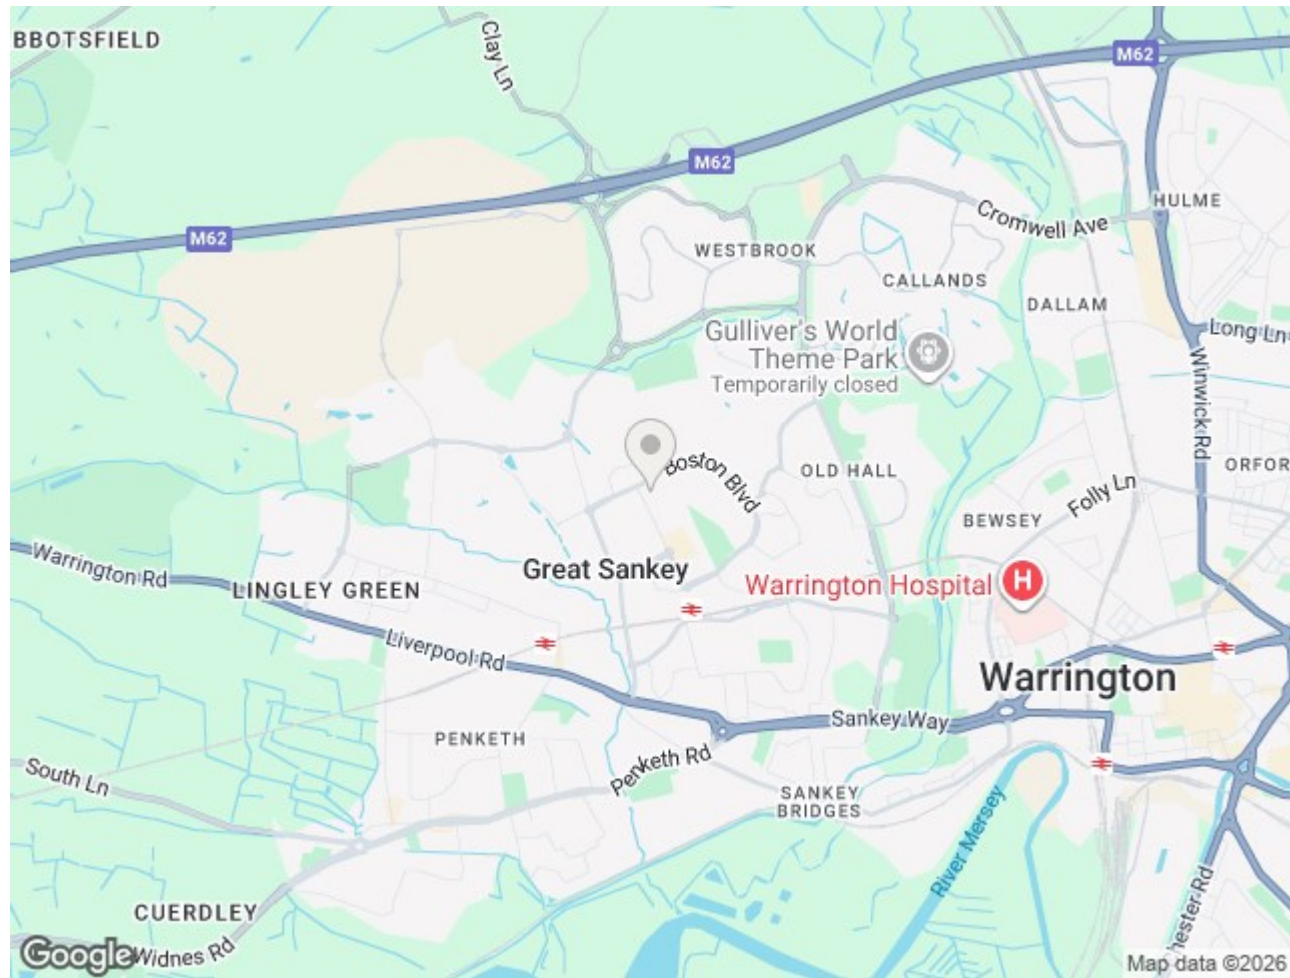 BBOTSFIELD
Clay Ln
M62
M62
M62
HULME
Cromwell Ave
WESTBROOK
CALLANDS
DALLAM
Long Ln
Gulliver's World
Theme Park
Temporarily closed
Winwick Rd
Boston Blvd
OLD HALL
ORFOR
Folly Ln
BEWSEY
Warrington Rd
Great Sankey
LINGLEY GREEN
Warrington Hospital
H
Liverpool Rd
Warrington
Sankey Way
PENKETH
Penketh Rd
South Ln
SANKEY
BRIDGES
River Mersey
CUERDLEY
hester Rd
Widnes Rd
Google
Map data ©2026